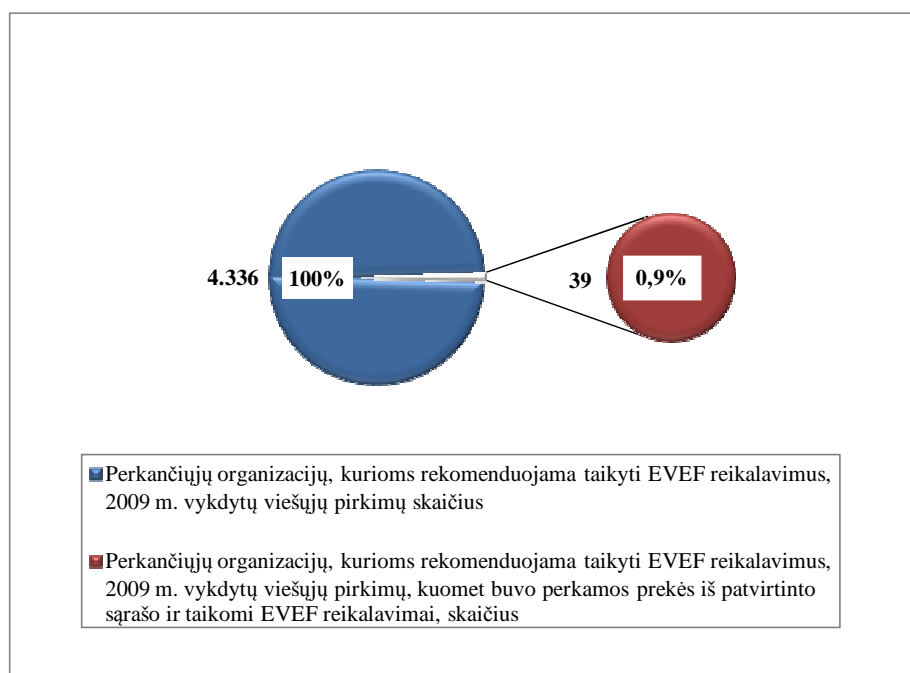 4.336 100% 39 0,9%
Perkančiųjų organizacijų, kurioms rekomenduojama taikyti EVEF reikalavimus,
2009 m. vykdytų viešųjų pirkimų skaičius
Perkančiųjų organizacijų, kurioms rekomenduojama taikyti EVEF reikalavimus,
2009 m. vykdytų viešųjų pirkimų, kuomet buvo perkamos prekės iš patvirtinto
sąrašo ir taikomi EVEF reikalavimai, skaičius